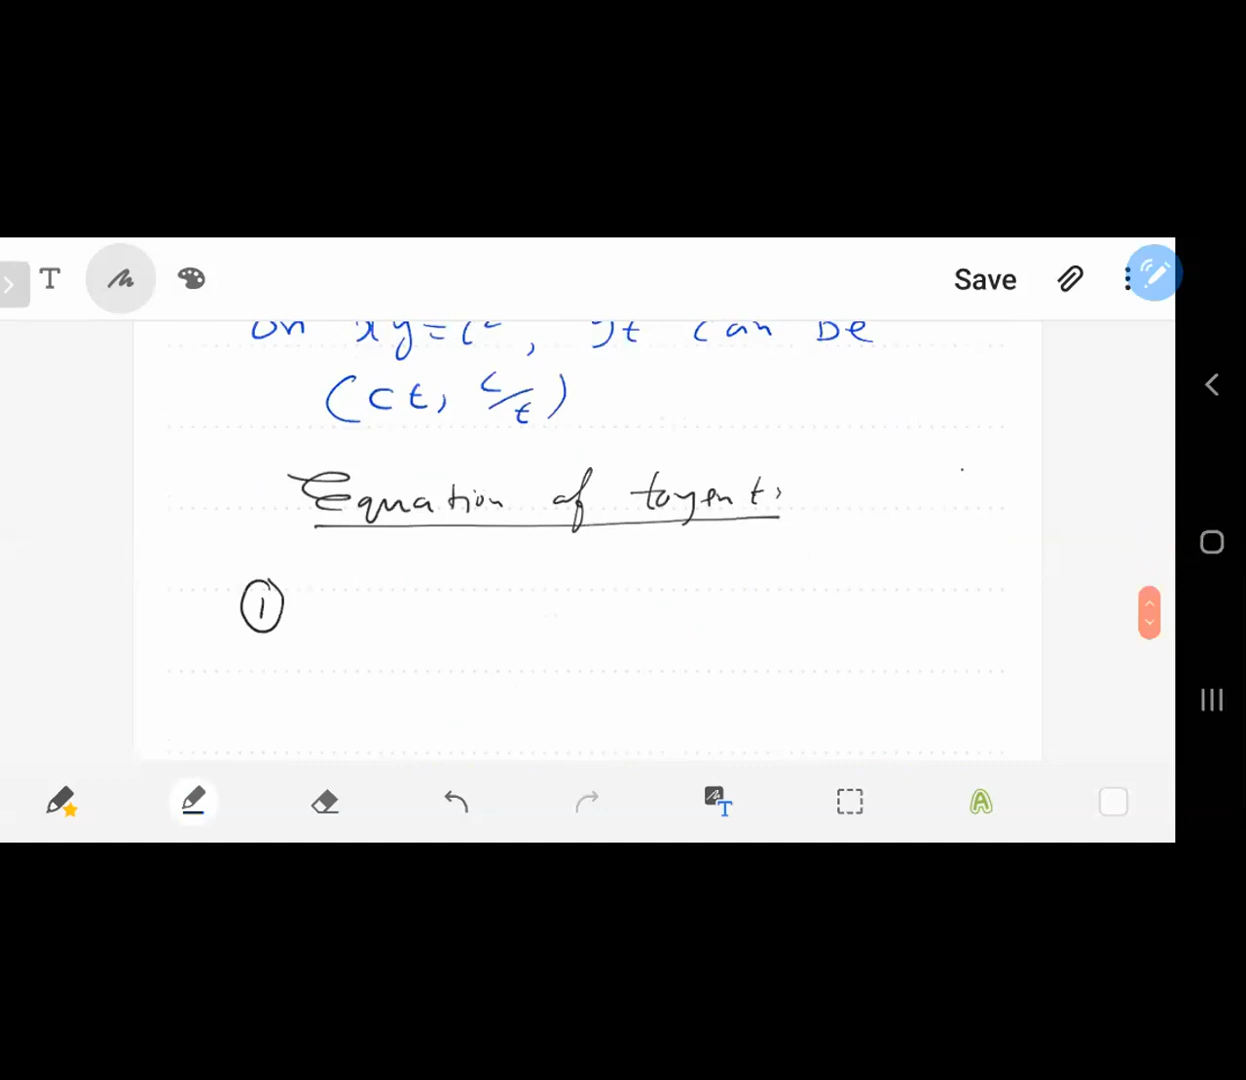 T Save
on xy=c², It can be
(ct, c/t)
Equation of tangent:
①
T
A